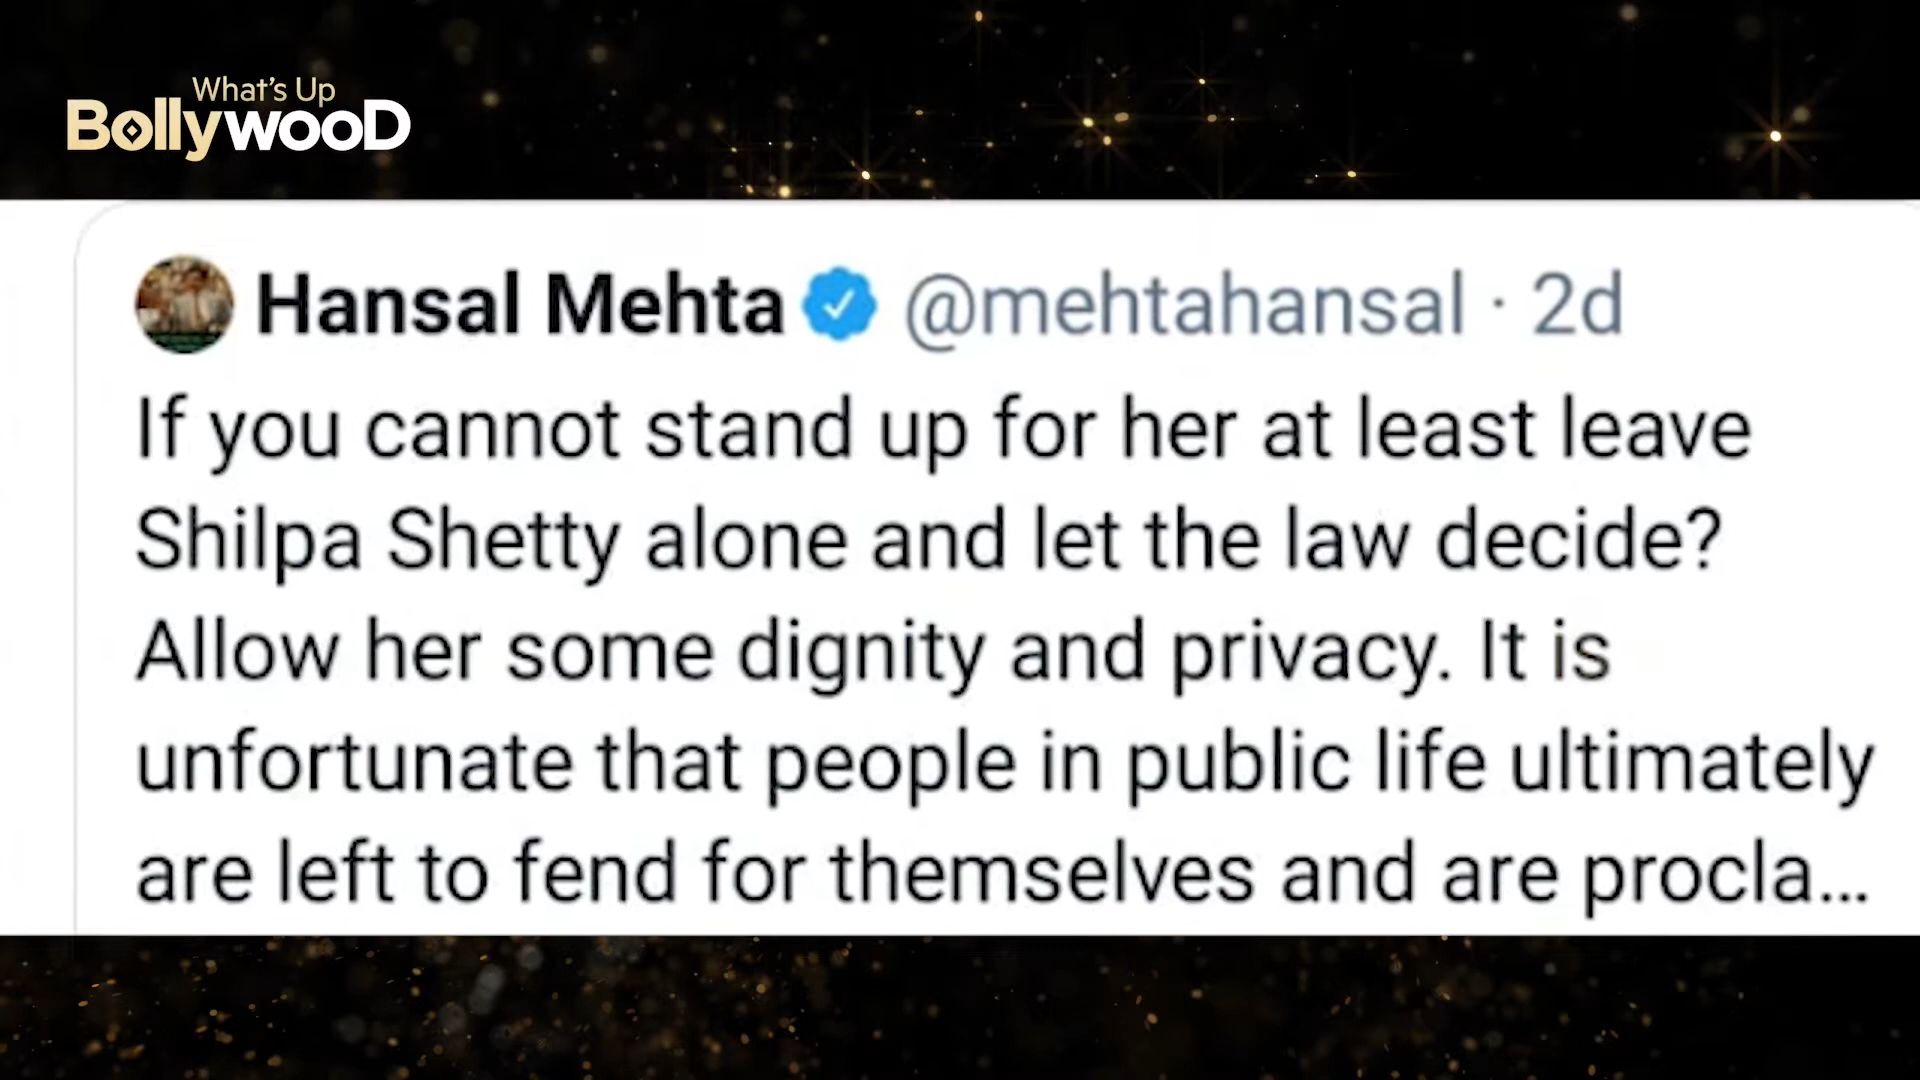 What's Up
BollywooD
Hansal Mehta @mehtahansal · 2d
If you cannot stand up for her at least leave
Shilpa Shetty alone and let the law decide?
Allow her some dignity and privacy. It is
unfortunate that people in public life ultimately
are left to fend for themselves and are procla...